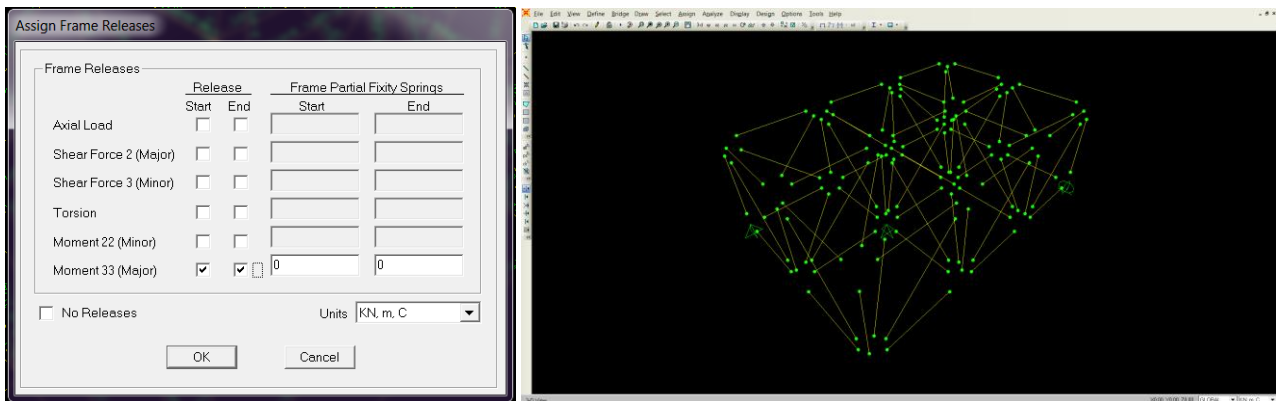 Assign Frame Releases
Frame Releases
Release Frame Partial Fixity Springs
Start End Start End
Axial Load
Shear Force 2 (Major)
Shear Force 3 (Minor)
Torsion
Moment 22 (Minor)
Moment 33 (Major) 0 0
No Releases Units KN, m, C
OK Cancel
File Edit View Define Bridge Draw Select Assign Analyze Display Design Options Tools Help
GLOBAL KN, m, C